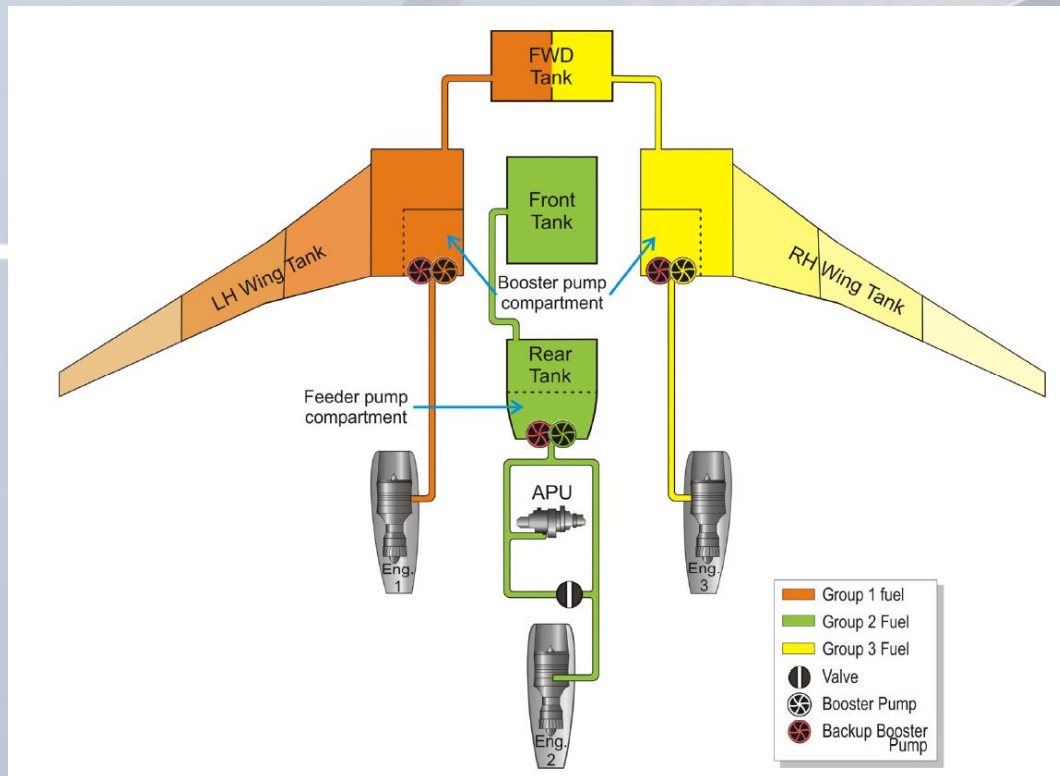 FWD
Tank
Front
Tank
LH Wing Tank
RH Wing Tank
Booster pump
compartment
Rear
Tank
Feeder pump
compartment
APU
Eng.
1
Eng.
3
Eng.
2
Group 1 fuel
Group 2 Fuel
Group 3 Fuel
Valve
Booster Pump
Backup Booster
Pump